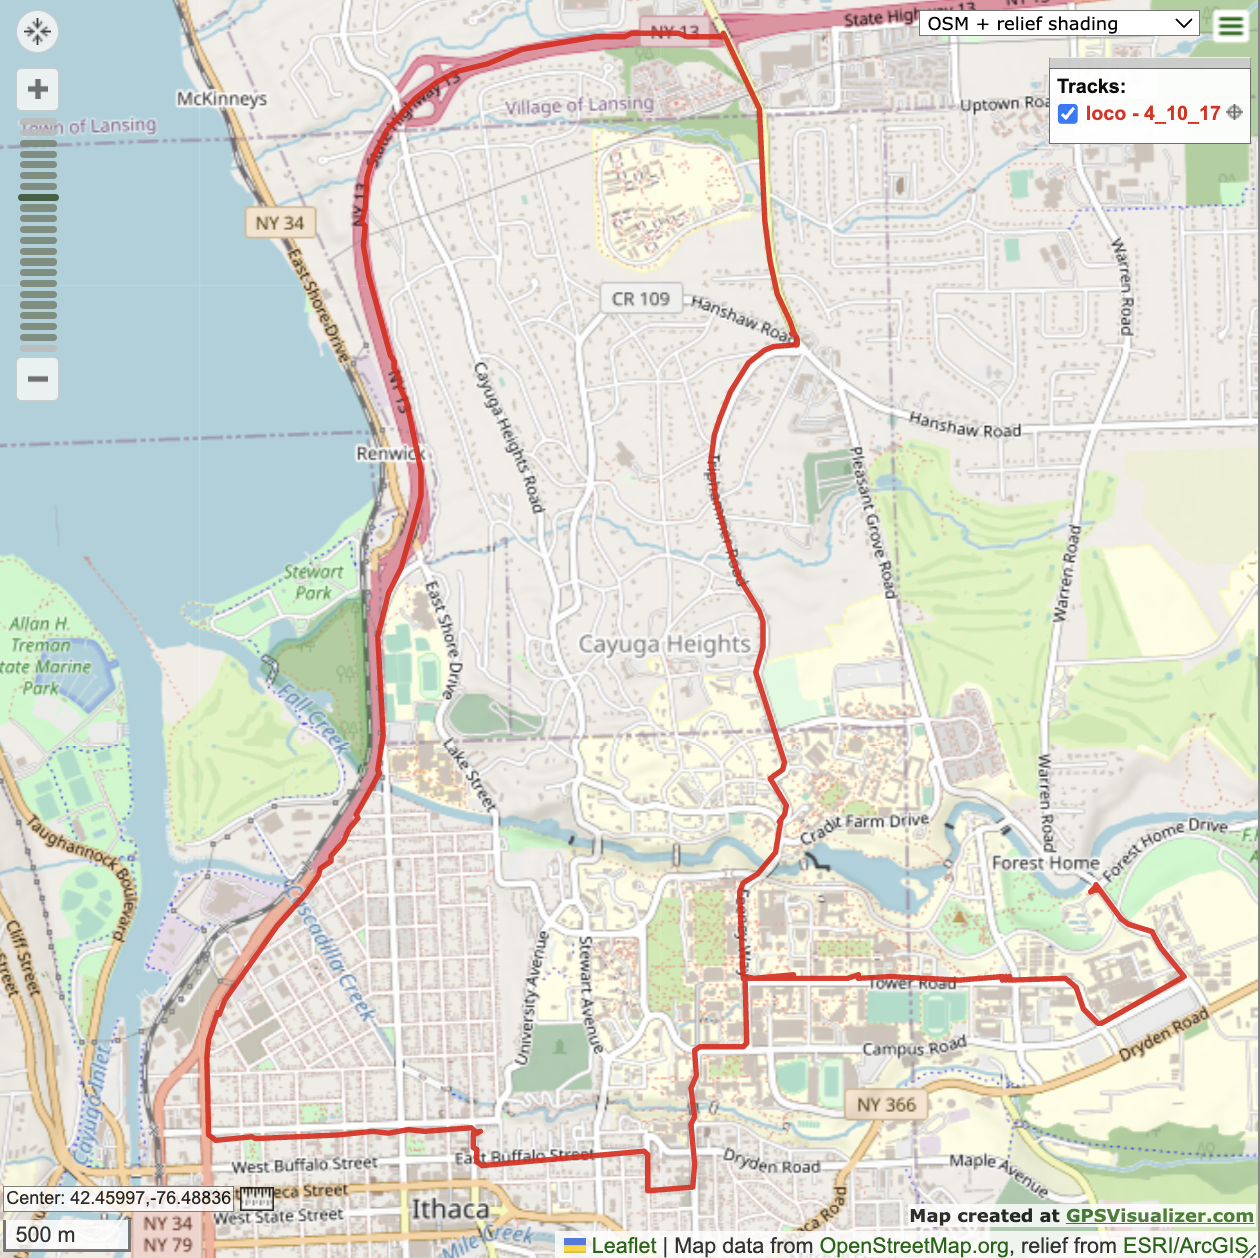 State Highway 13
NY 13
NY 13
OSM + relief shading
McKinneys
State Highway 13
Village of Lansing
Town of Lansing
Tracks:
loco - 4_10_17
NY 13
NY 34
East Shore Drive
CR 109
Hanshaw Road
Warren Road
NY 13
Cayuga Heights Road
Hanshaw Road
Renwick
Triphammer Road
Pleasant Grove Road
Stewart
Park
Warren Road
Allan H.
Treman
State Marine
Park
East Shore Drive
Cayuga Heights
Fall Creek
Lake Street
Warren Road
Cradit Farm Drive
Forest Home Drive
Taughannock Boulevard
Forest Home
Cascadilla Creek
Feeney Way
Cliff Street
Street
University Avenue
Stewart Avenue
Tower Road
Campus Road
Dryden Road
Cayuga Inlet
NY 366
West Buffalo Street
East Buffalo Street
Dryden Road
Maple Avenue
Center: 42.45997,-76.48836
eca Street
West State Street
Ithaca
Mile Creek
ca Road
Map created at GPSVisualizer.com
500 m
NY 34
NY 79
Leaflet | Map data from OpenStreetMap.org, relief from ESRI/ArcGIS